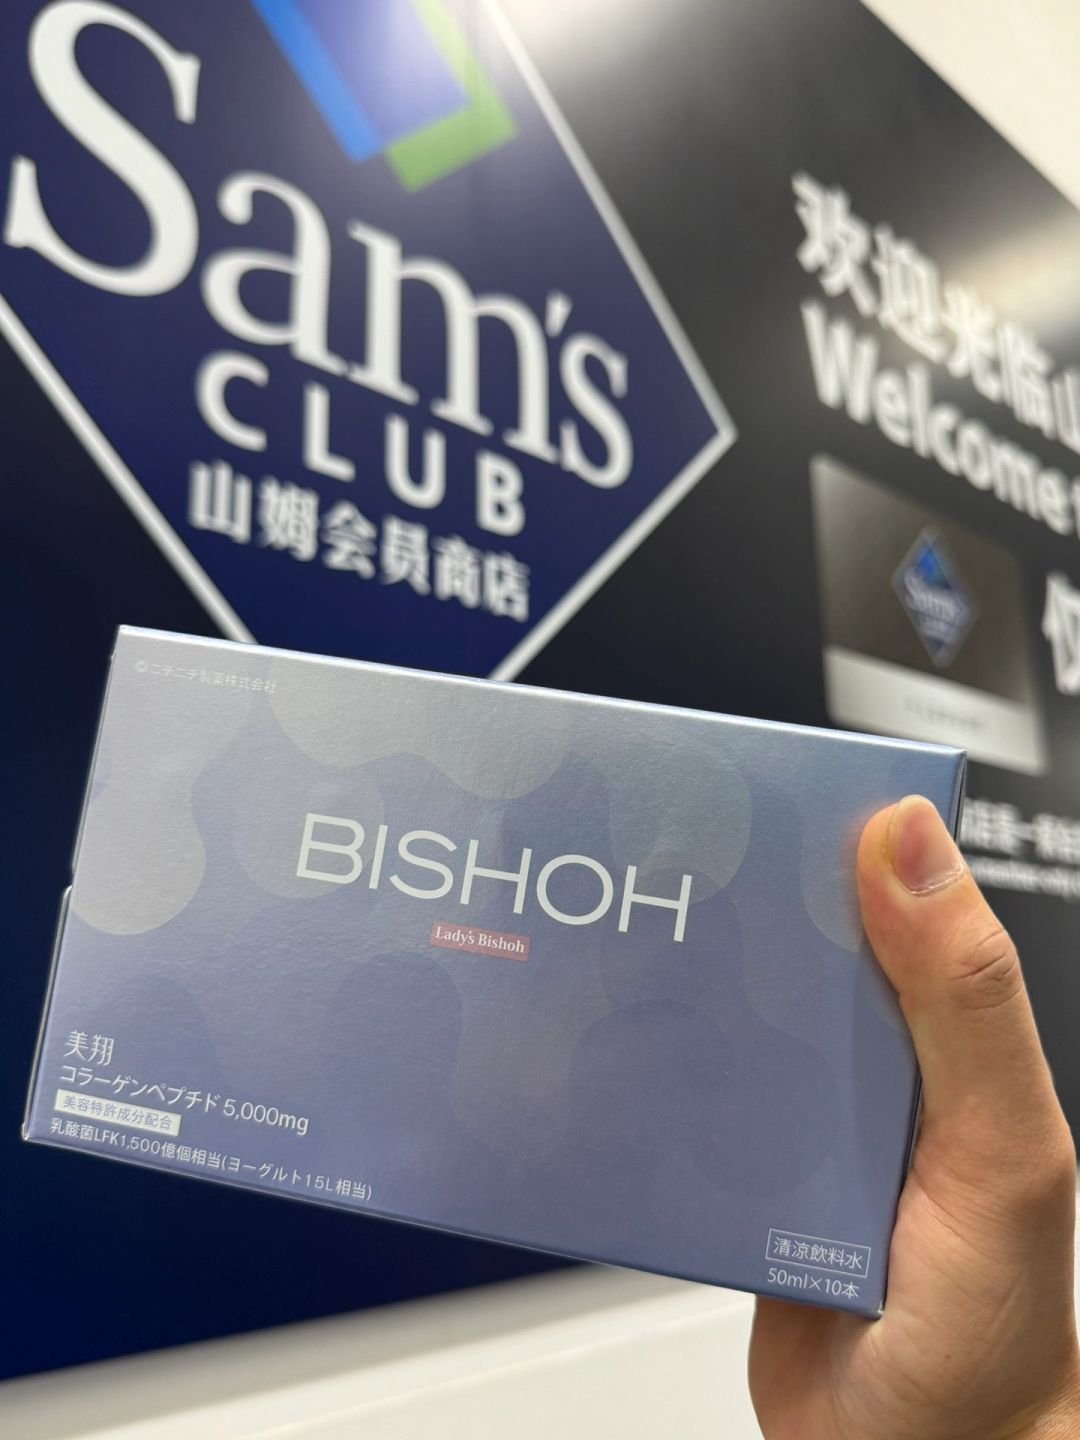 Sam's
CLUB
山姆会员商店
欢迎光临山
Welcome t
Sam's
ニチニチ製薬株式会社
BISHOH
Lady's Bishoh
美翔
コラーゲンペプチド 5,000mg
美容特許成分配合
乳酸菌LFK1,500億個相当(ヨーグルト15L相当)
清涼飲料水
50ml×10本